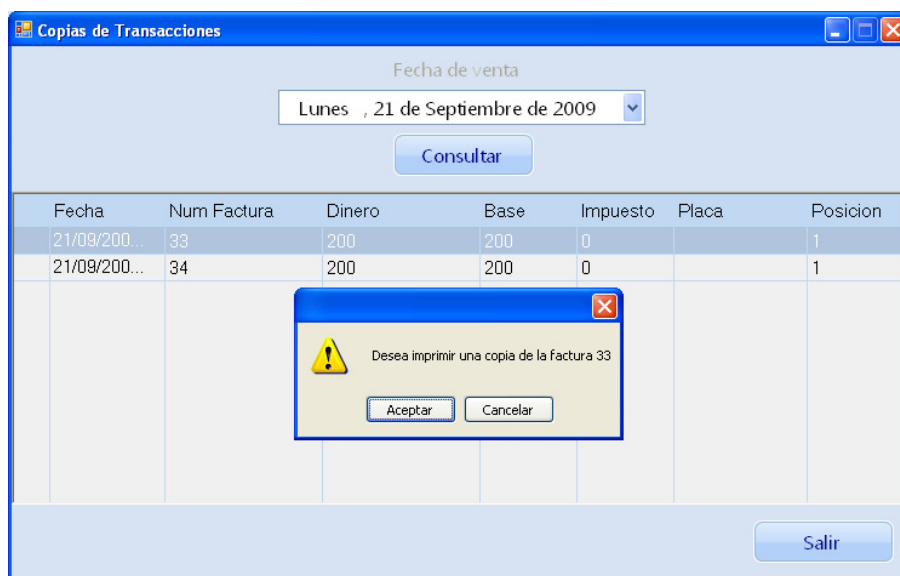 Copias de Transacciones
Fecha de venta
Lunes , 21 de Septiembre de 2009
Consultar
Fecha Num Factura Dinero Base Impuesto Placa Posicion
21/09/200... 33 200 200 0 1
21/09/200... 34 200 200 0 1
Desea imprimir una copia de la factura 33
Aceptar Cancelar
Salir